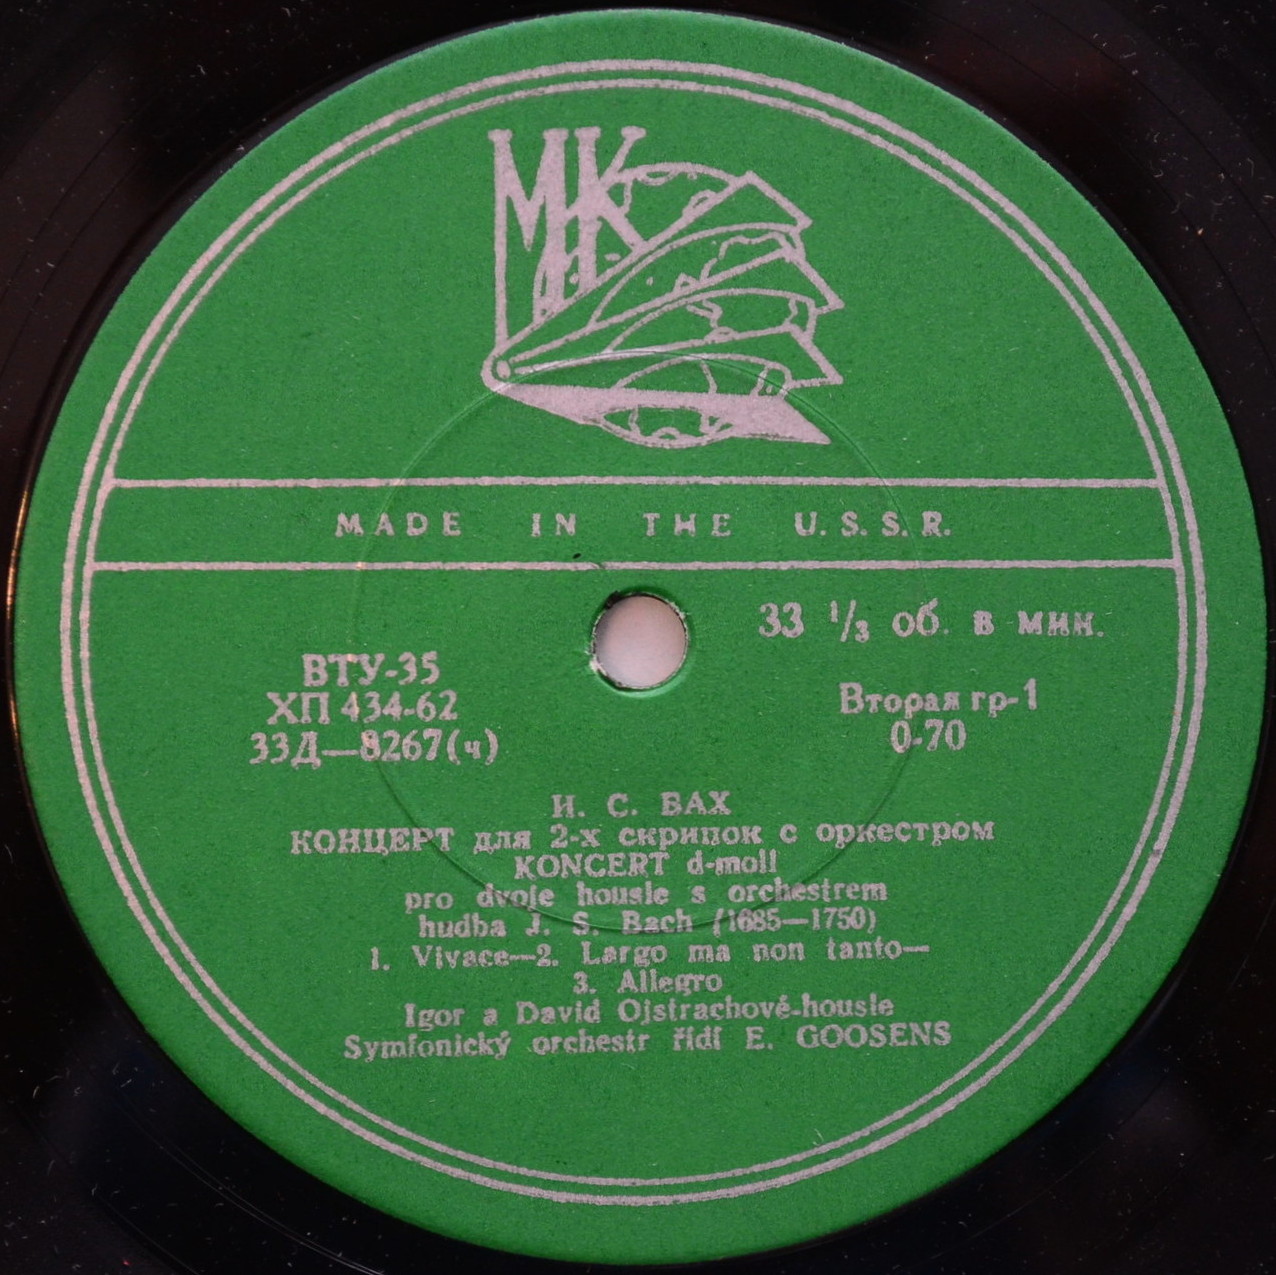 МК
MADE IN THE U.S.S.R.
33 1/3 об. в мин.
ВТУ-35
ХП 434-62
33Д—8267(ч)
Вторая гр-1
0-70
И. С. БАХ
КОНЦЕРТ для 2-х скрипок с оркестром
KONCERT d-moll
pro dvoje housle s orchestrem
hudba J. S. Bach (1685—1750)
1. Vivace—2. Largo ma non tanto—
3. Allegro
Igor a David Ojstrachové-housle
Symfonický orchestr řídí E. GOOSENS